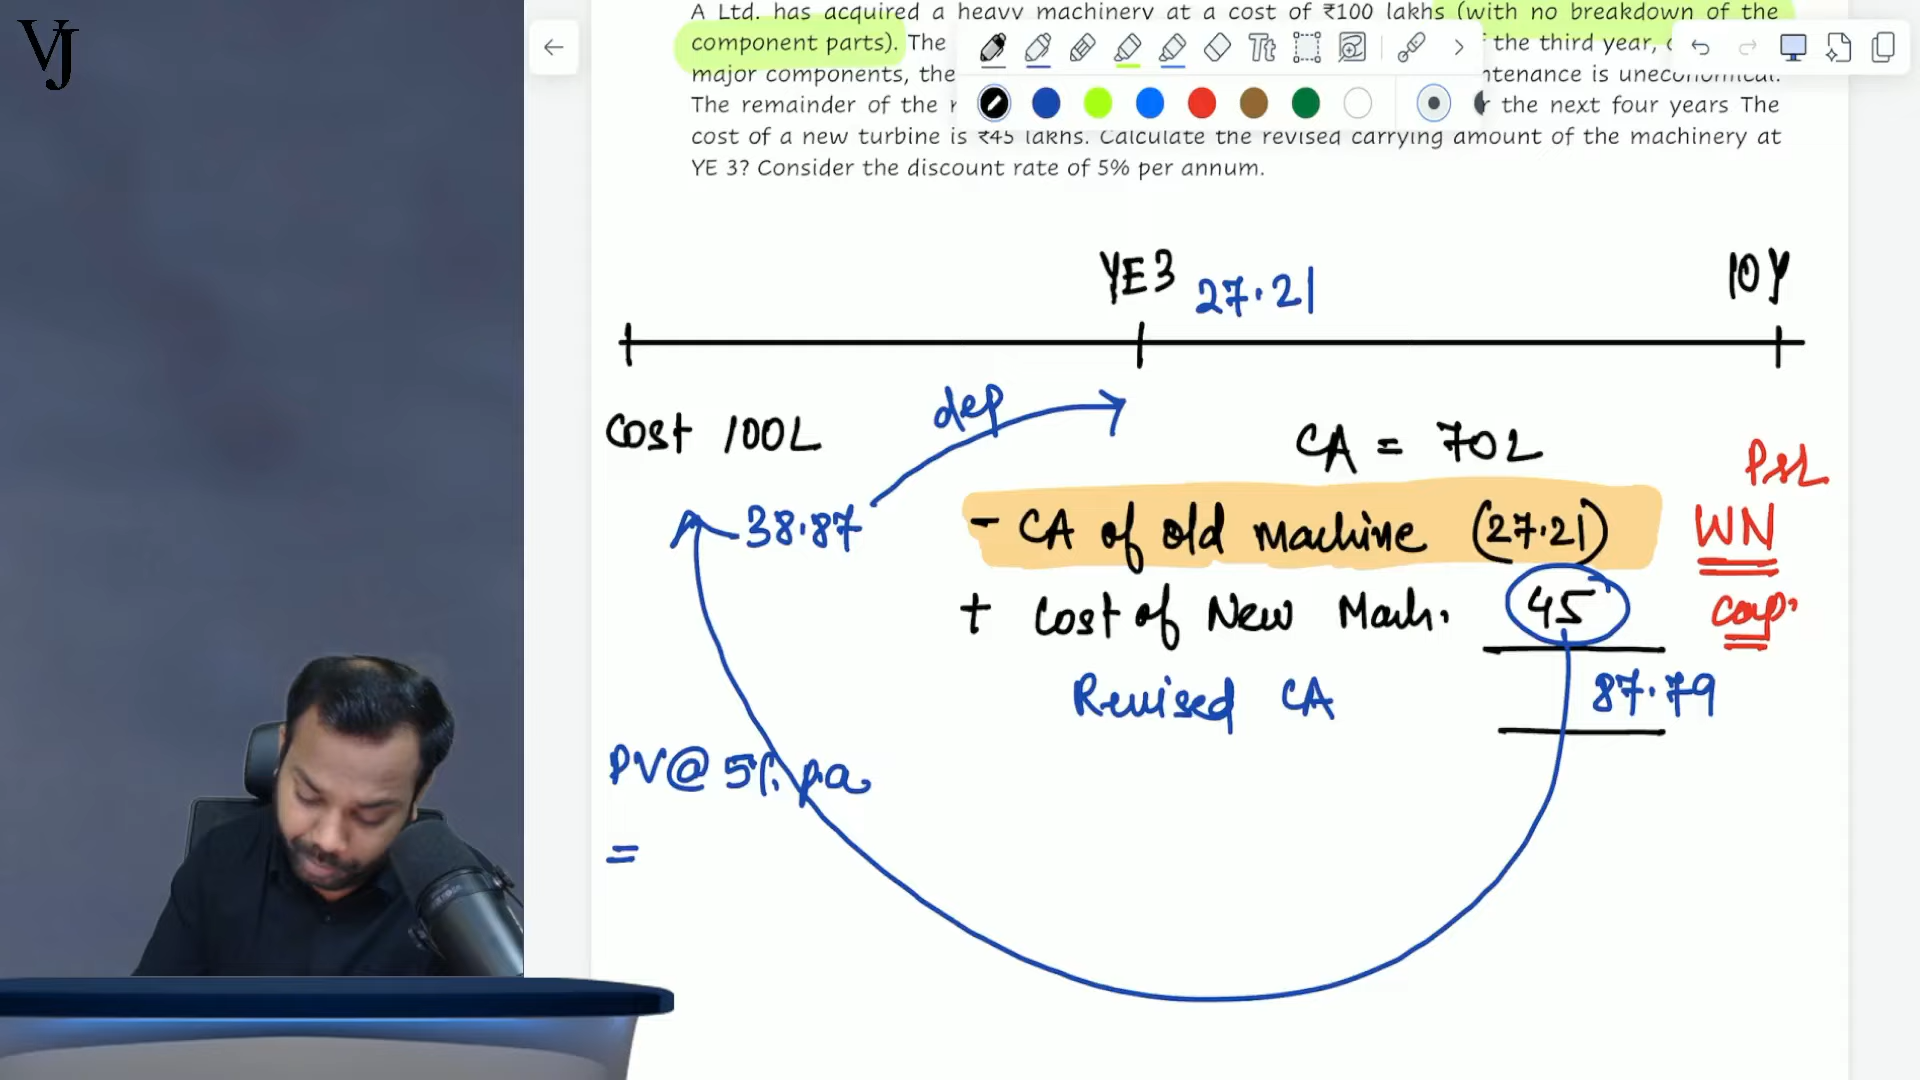 VJ
A Ltd. has acquired a heavy machinery at a cost of ₹100 lakhs (with no breakdown of the
component parts). The the third year,
major components, the ntenance is uneconomical.
The remainder of the r the next four years The
cost of a new turbine is ₹45 lakhs. Calculate the revised carrying amount of the machinery at
YE 3? Consider the discount rate of 5% per annum.
Tt
YE3 27.21 10Y
Cost 100L dep CA = 70L
P&L
38.87 - CA of old Machine (27.21) WN
+ Cost of New Mach. 45 Cap.
Revised CA 87.79
PV@ 5% pa
=